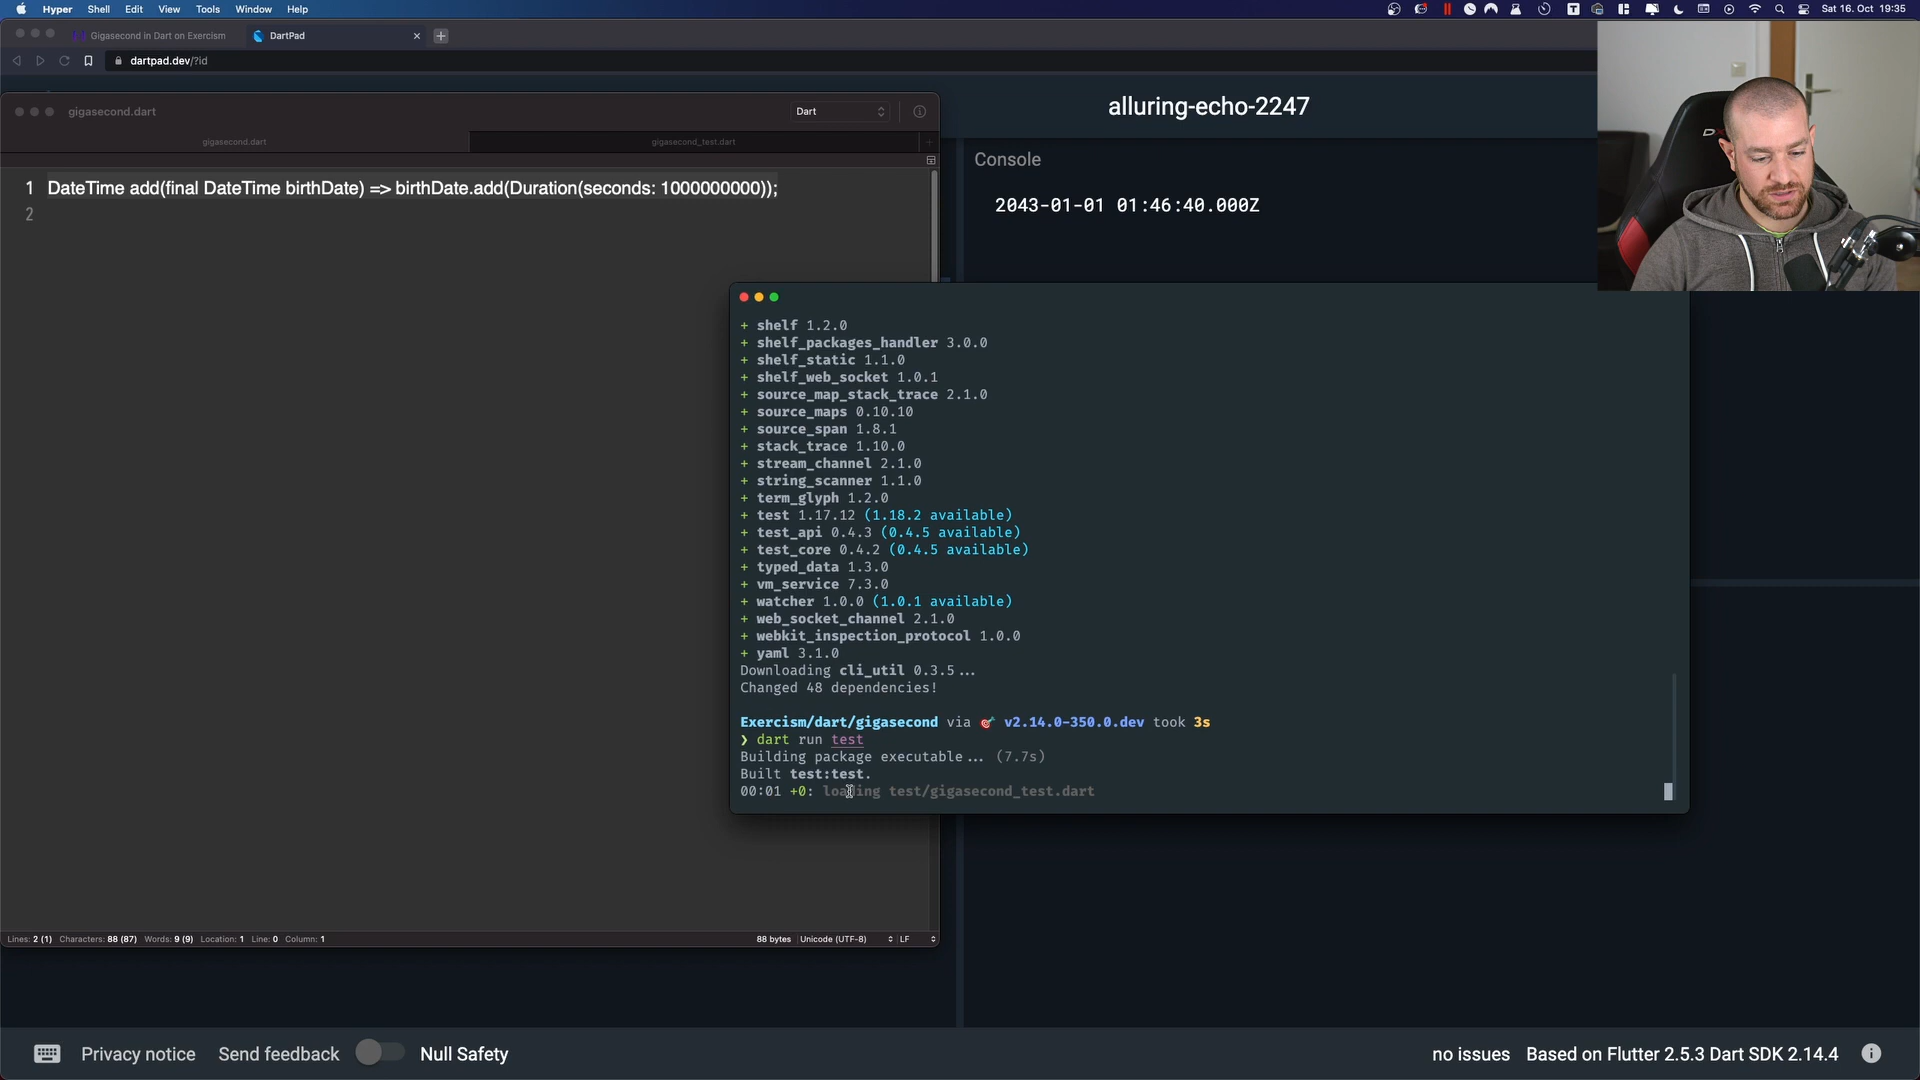 Hyper Shell Edit View Tools Window Help
Sat 16. Oct 19:35
Gigasecond in Dart on Exercism
DartPad
dartpad.dev/?id
gigasecond.dart
Dart
gigasecond.dart
gigasecond_test.dart
1 DateTime add(final DateTime birthDate) => birthDate.add(Duration(seconds: 1000000000));
2
alluring-echo-2247
Console
2043-01-01 01:46:40.000Z
+ shelf 1.2.0
+ shelf_packages_handler 3.0.0
+ shelf_static 1.1.0
+ shelf_web_socket 1.0.1
+ source_map_stack_trace 2.1.0
+ source_maps 0.10.10
+ source_span 1.8.1
+ stack_trace 1.10.0
+ stream_channel 2.1.0
+ string_scanner 1.1.0
+ term_glyph 1.2.0
+ test 1.17.12 (1.18.2 available)
+ test_api 0.4.3 (0.4.5 available)
+ test_core 0.4.2 (0.4.5 available)
+ typed_data 1.3.0
+ vm_service 7.3.0
+ watcher 1.0.0 (1.0.1 available)
+ web_socket_channel 2.1.0
+ webkit_inspection_protocol 1.0.0
+ yaml 3.1.0
Downloading cli_util 0.3.5...
Changed 48 dependencies!
Exercism/dart/gigasecond via 🎯 v2.14.0-350.0.dev took 3s
❯ dart run test
Building package executable... (7.7s)
Built test:test.
00:01 +0: loading test/gigasecond_test.dart
Lines: 2 (1) Characters: 88 (87) Words: 9 (9) Location: 1 Line: 0 Column: 1
88 bytes Unicode (UTF-8) LF
Privacy notice Send feedback Null Safety
no issues Based on Flutter 2.5.3 Dart SDK 2.14.4